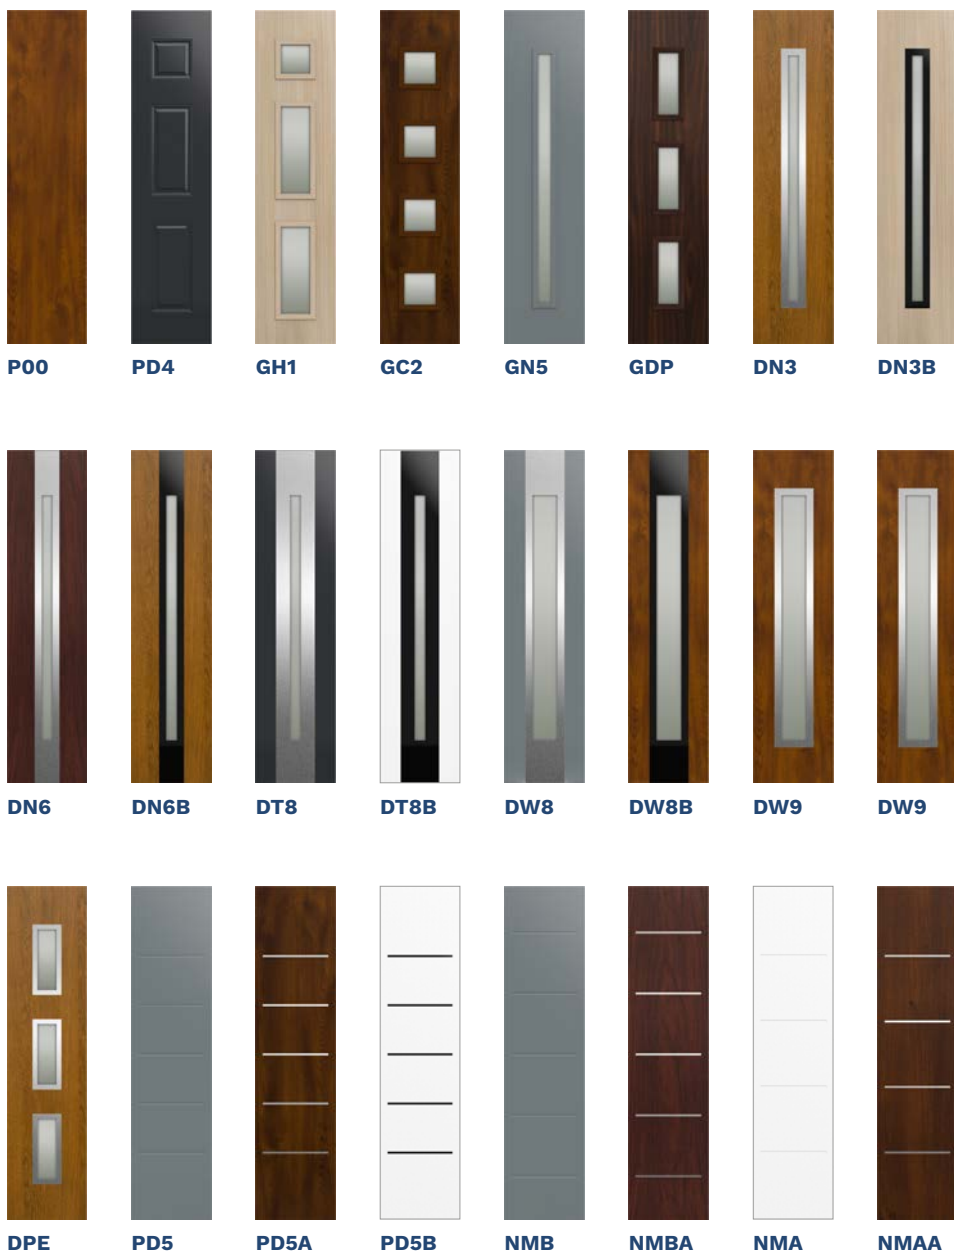 P00 PD4 GH1 GC2 GN5 GDP DN3 DN3B
DN6 DN6B DT8 DT8B DW8 DW8B DW9 DW9
DPE PD5 PD5A PD5B NMB NMBA NMA NMAA